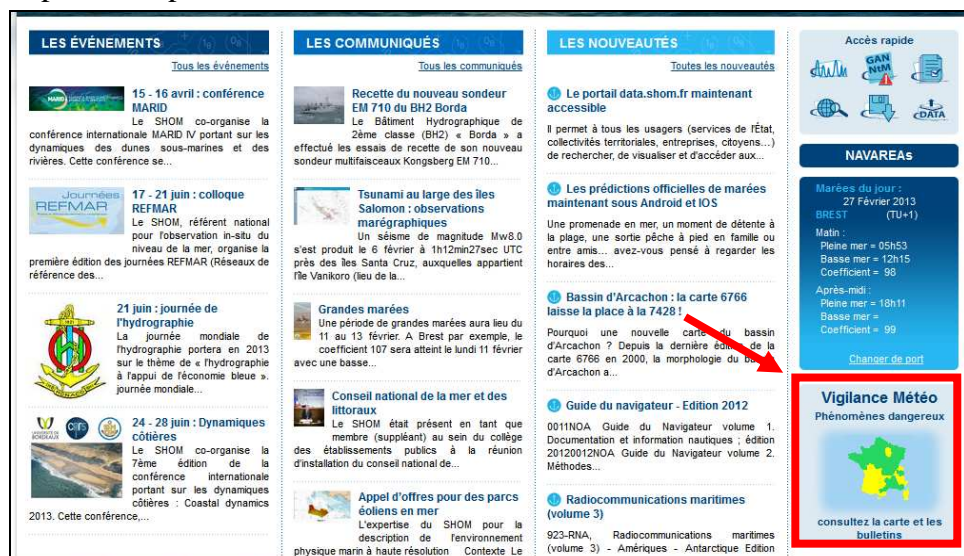 LES ÉVÉNEMENTS
Tous les événements
15 - 16 avril : conférence
MARID
Le SHOM co-organise la
conférence internationale MARID IV portant sur les
dynamiques des dunes sous-marines et des
rivières. Cette conférence se...
Journées
REFMAR
17 - 21 juin : colloque
REFMAR
Le SHOM, référent national
pour l'observation in-situ du
niveau de la mer, organise la
première édition des journées REFMAR (Réseaux de
référence des...
21 juin : journée de
l'hydrographie
La journée mondiale de
l'hydrographie portera en 2013
sur le thème de « l'hydrographie
à l'appui de l'économie bleue ».
journée mondiale...
24 - 28 juin : Dynamiques
côtières
Le SHOM co-organise la
7ème édition de la
conférence internationale
portant sur les dynamiques
côtières : Coastal dynamics
2013. Cette conférence,...
LES COMMUNIQUÉS
Tous les communiqués
Recette du nouveau sondeur
EM 710 du BH2 Borda
Le Bâtiment Hydrographique de
2ème classe (BH2) « Borda » a
effectué les essais de recette de son nouveau
sondeur multifaisceaux Kongsberg EM 710...
Tsunami au large des îles
Salomon : observations
marégraphiques
Un séisme de magnitude Mw8.0
s'est produit le 6 février à 1h12min27sec UTC
près des îles Santa Cruz, auxquelles appartient
l'île Vanikoro (lieu de la...
Grandes marées
Une période de grandes marées aura lieu du
11 au 13 février. A Brest par exemple, le
coefficient 107 sera atteint le lundi 11 février
avec une basse...
Conseil national de la mer et des
littoraux
Le SHOM était présent en tant que
membre (suppléant) au sein du collège
des établissements publics à la réunion
d'installation du conseil national de...
Appel d'offres pour des parcs
éoliens en mer
L'expertise du SHOM pour la
description de l'environnement
physique marin à haute résolution Contexte Le
LES NOUVEAUTÉS
Toutes les nouveautés
Le portail data.shom.fr maintenant
accessible
Il permet à tous les usagers (services de l'État,
collectivités territoriales, entreprises, citoyens...)
de rechercher, de visualiser et d'accéder aux...
Les prédictions officielles de marées
maintenant sous Android et IOS
Une promenade en mer, un moment de détente à
la plage, une sortie pêche à pied en famille ou
entre amis... avez-vous pensé à regarder les
horaires des...
Bassin d'Arcachon : la carte 6766
laisse la place à la 7428 !
Pourquoi une nouvelle carte du bassin
d'Arcachon ? Depuis la dernière édition de la
carte 6766 en 2000, la morphologie du
d'Arcachon a...
Guide du navigateur - Edition 2012
0011NOA Guide du Navigateur volume 1.
Documentation et information nautiques ; édition
20120012NOA Guide du Navigateur volume 2.
Méthodes...
Radiocommunications maritimes
(volume 3)
923-RNA, Radiocommunications maritimes
(volume 3) - Amériques - Antarctique Edition
Accès rapide
GAN
NtM
DATA
NAVAREAs
Marées du jour :
27 Février 2013
BREST (TU+1)
Matin :
Pleine mer = 05h53
Basse mer = 12h15
Coefficient = 98
Après-midi :
Pleine mer = 18h11
Basse mer =
Coefficient = 99
Changer de port
Vigilance Météo
Phénomènes dangereux
consultez la carte et les
bulletins